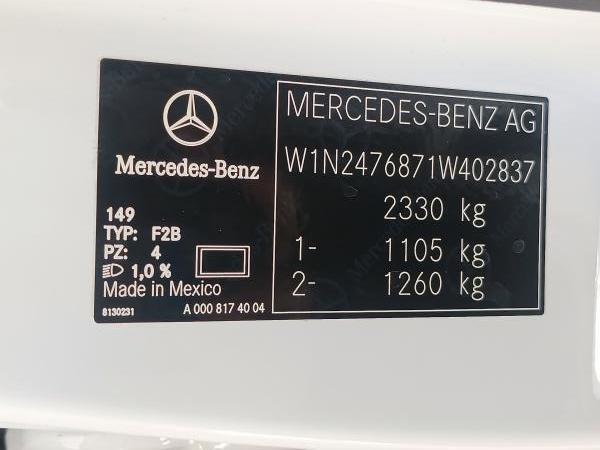 Mercedes-Benz
149
TYP: F2B
PZ: 4
1,0 %
Made in Mexico
8130231
A 000 817 40 04
MERCEDES-BENZ AG
W1N2476871W402837
2330 kg
1- 1105 kg
2- 1260 kg